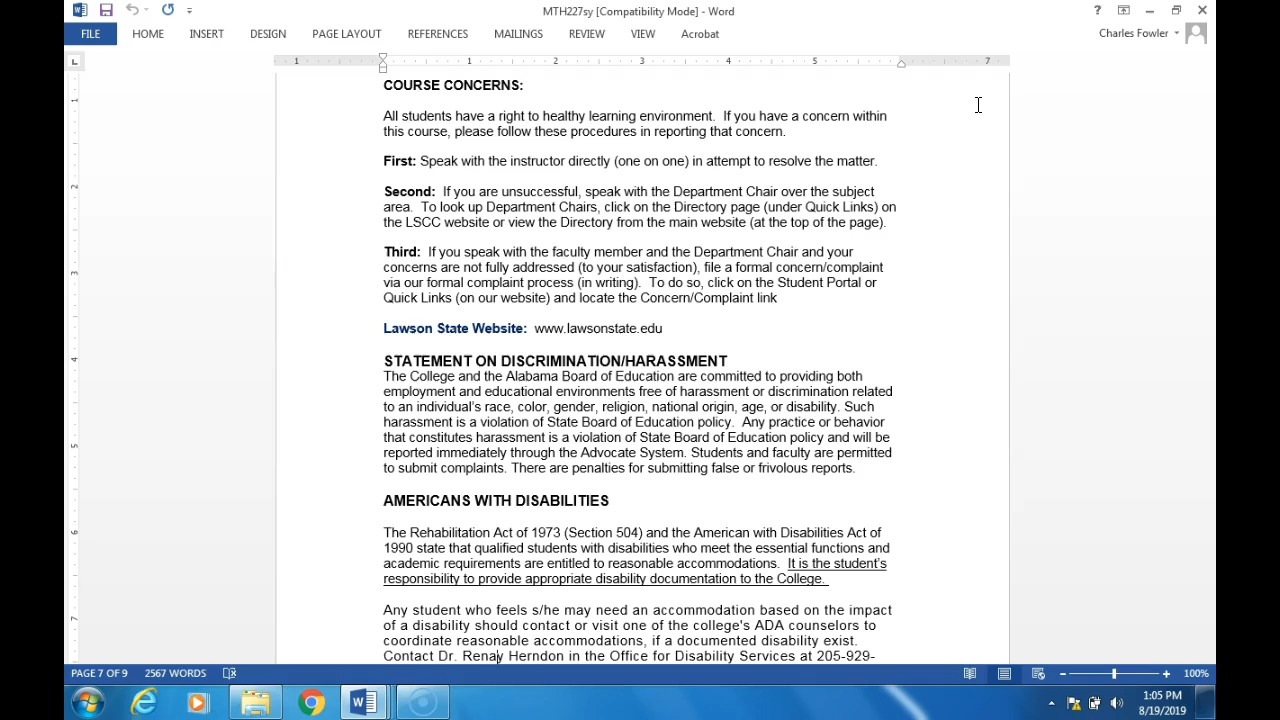 MTH227sy [Compatibility Mode] - Word
FILE HOME INSERT DESIGN PAGE LAYOUT REFERENCES MAILINGS REVIEW VIEW Acrobat Charles Fowler
1 1 2 3 4 5 7
COURSE CONCERNS:
All students have a right to healthy learning environment. If you have a concern within
this course, please follow these procedures in reporting that concern.
First: Speak with the instructor directly (one on one) in attempt to resolve the matter.
Second: If you are unsuccessful, speak with the Department Chair over the subject
area. To look up Department Chairs, click on the Directory page (under Quick Links) on
the LSCC website or view the Directory from the main website (at the top of the page).
Third: If you speak with the faculty member and the Department Chair and your
concerns are not fully addressed (to your satisfaction), file a formal concern/complaint
via our formal complaint process (in writing). To do so, click on the Student Portal or
Quick Links (on our website) and locate the Concern/Complaint link
Lawson State Website: www.lawsonstate.edu
STATEMENT ON DISCRIMINATION/HARASSMENT
The College and the Alabama Board of Education are committed to providing both
employment and educational environments free of harassment or discrimination related
to an individual's race, color, gender, religion, national origin, age, or disability. Such
harassment is a violation of State Board of Education policy. Any practice or behavior
that constitutes harassment is a violation of State Board of Education policy and will be
reported immediately through the Advocate System. Students and faculty are permitted
to submit complaints. There are penalties for submitting false or frivolous reports.
AMERICANS WITH DISABILITIES
The Rehabilitation Act of 1973 (Section 504) and the American with Disabilities Act of
1990 state that qualified students with disabilities who meet the essential functions and
academic requirements are entitled to reasonable accommodations. It is the student's
responsibility to provide appropriate disability documentation to the College.
Any student who feels s/he may need an accommodation based on the impact
of a disability should contact or visit one of the college's ADA counselors to
coordinate reasonable accommodations, if a documented disability exist.
Contact Dr. Renay Herndon in the Office for Disability Services at 205-929-
1
2
3
4
5
6
7
PAGE 7 OF 9 2567 WORDS 100%
1:05 PM
8/19/2019